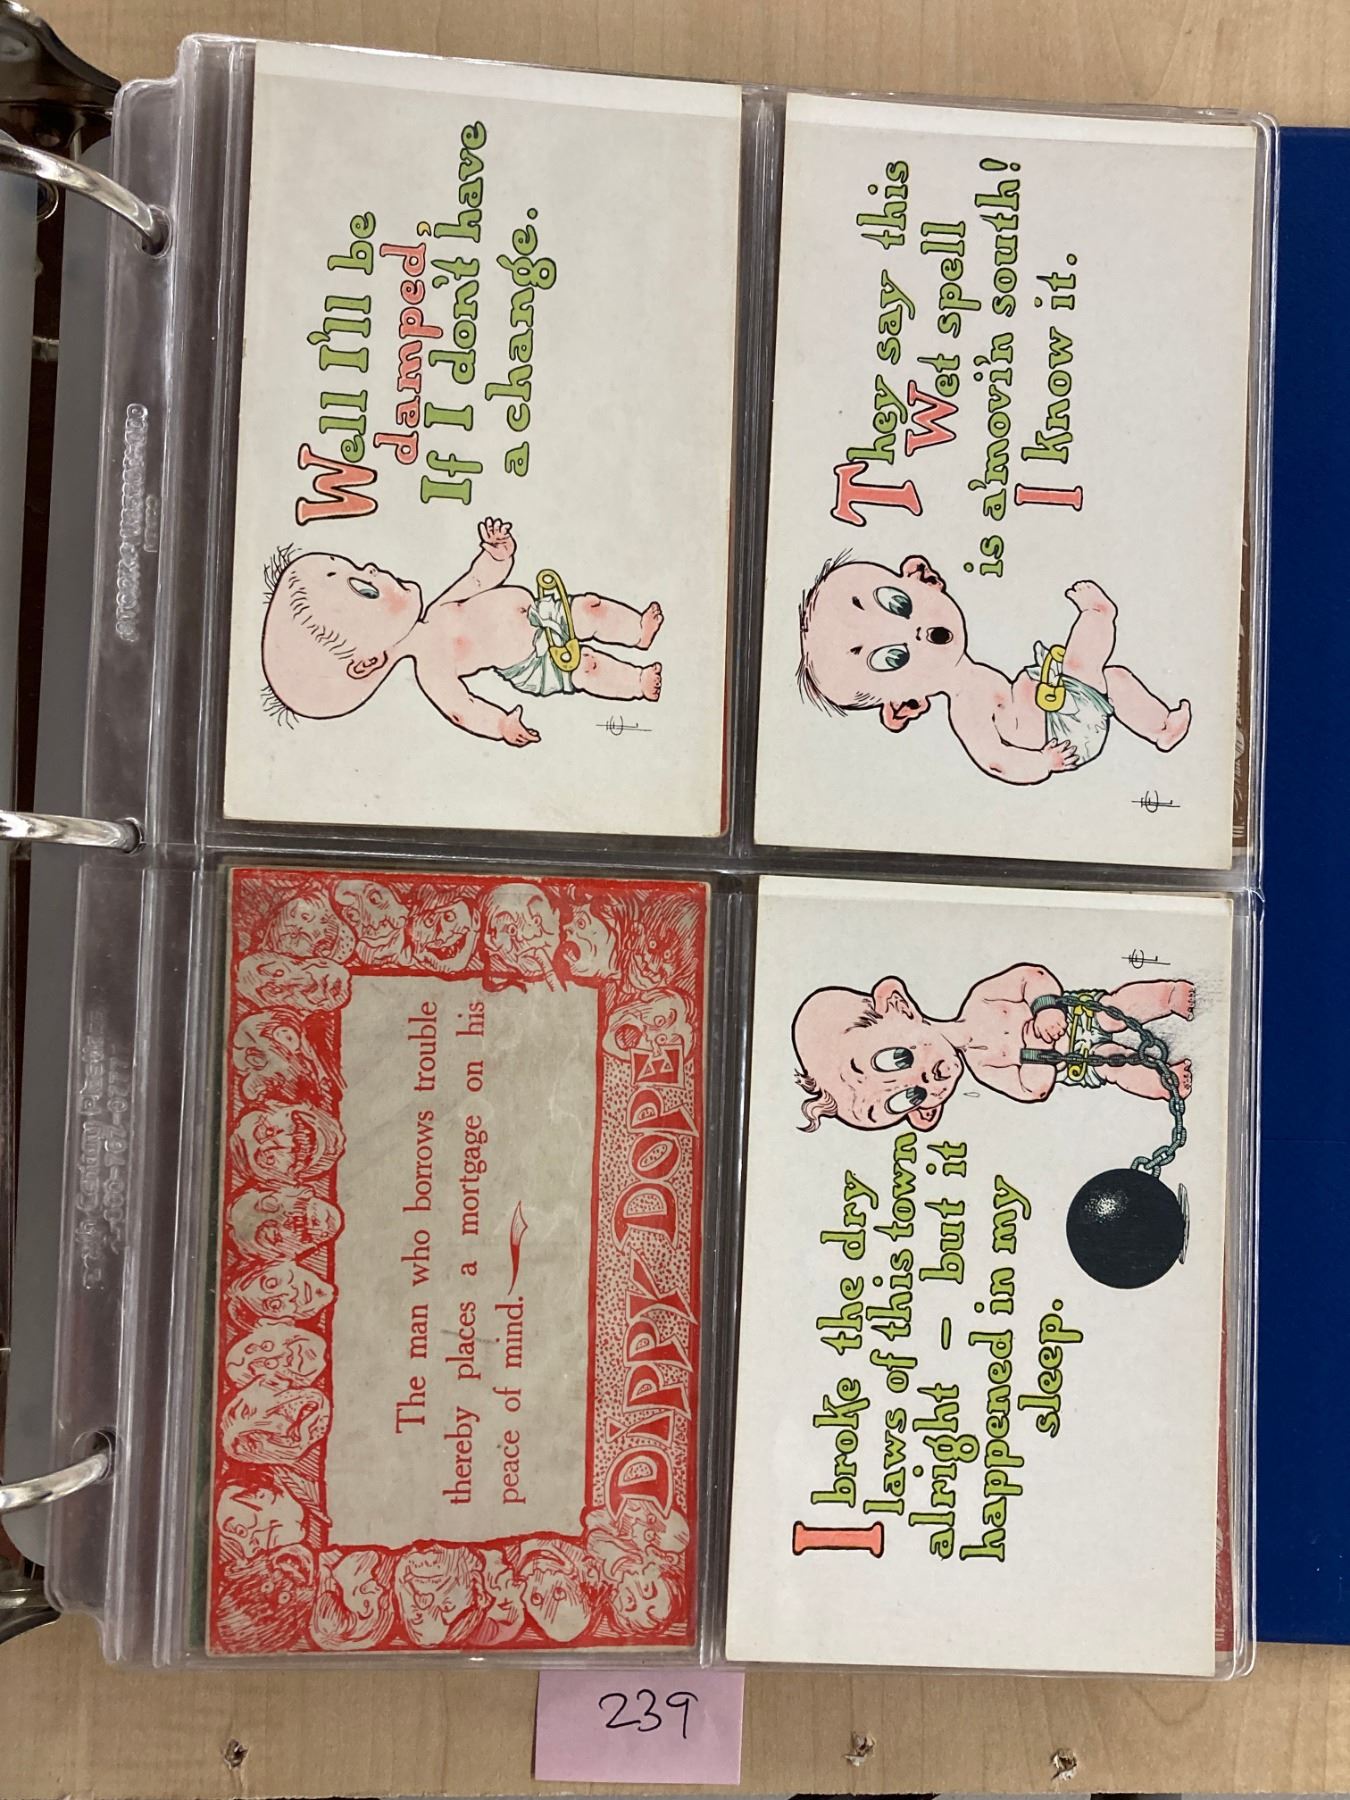 Well I'll be
'damped'
If I don't have
a change.
They say this
Wet spell
is a'movi'n south!
I know it.
The man who borrows trouble
thereby places a mortgage on his
peace of mind.
DIPPY DOPE
I broke the dry
laws of this town
alright – but it
happened in my
sleep.
239